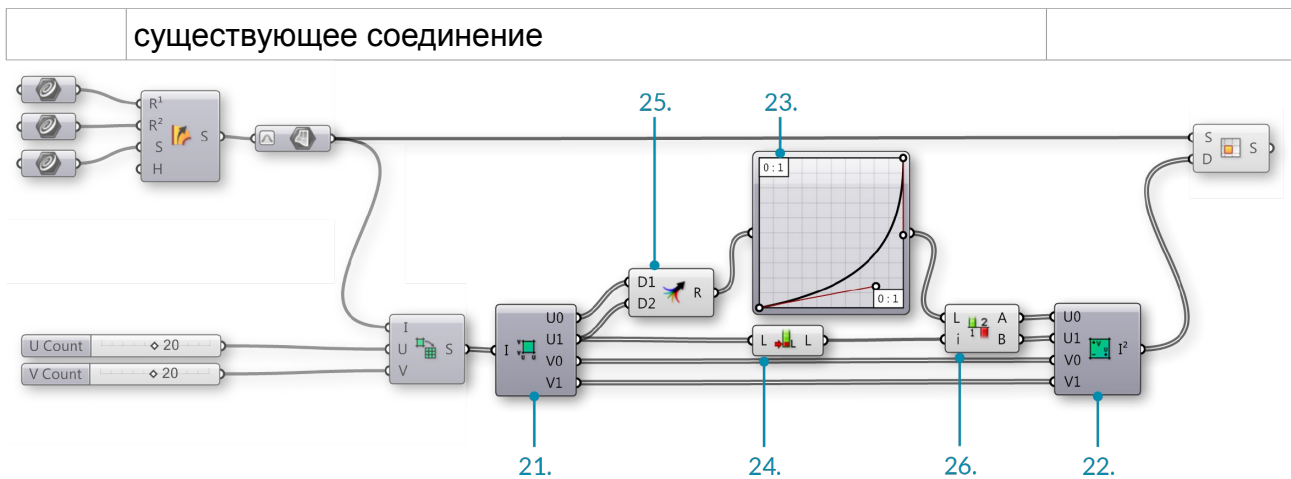 существующее соединение
25.
23.
R¹
R²
S
H
S
0 : 1
0 : 1
S
D
S
D1
D2
R
U Count
20
V Count
20
I
U
V
S
I
U0
U1
V0
V1
L
L
L
i
A
B
U0
U1
V0
V1
I²
21.
24.
26.
22.